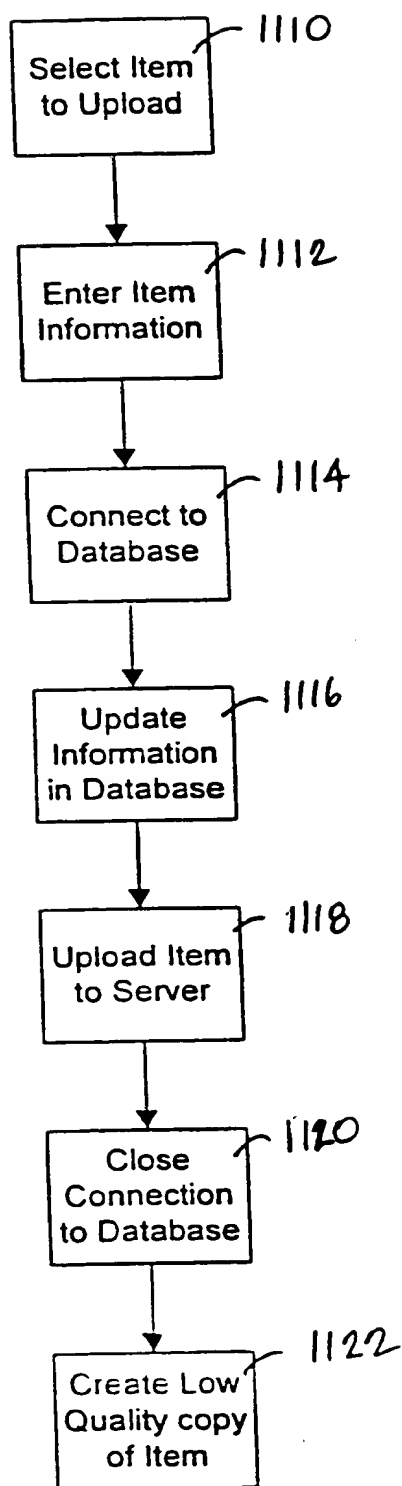 1110
Select Item
to Upload
1112
Enter Item
Information
1114
Connect to
Database
1116
Update
Information
in Database
1118
Upload Item
to Server
1120
Close
Connection
to Database
1122
Create Low
Quality copy
of Item